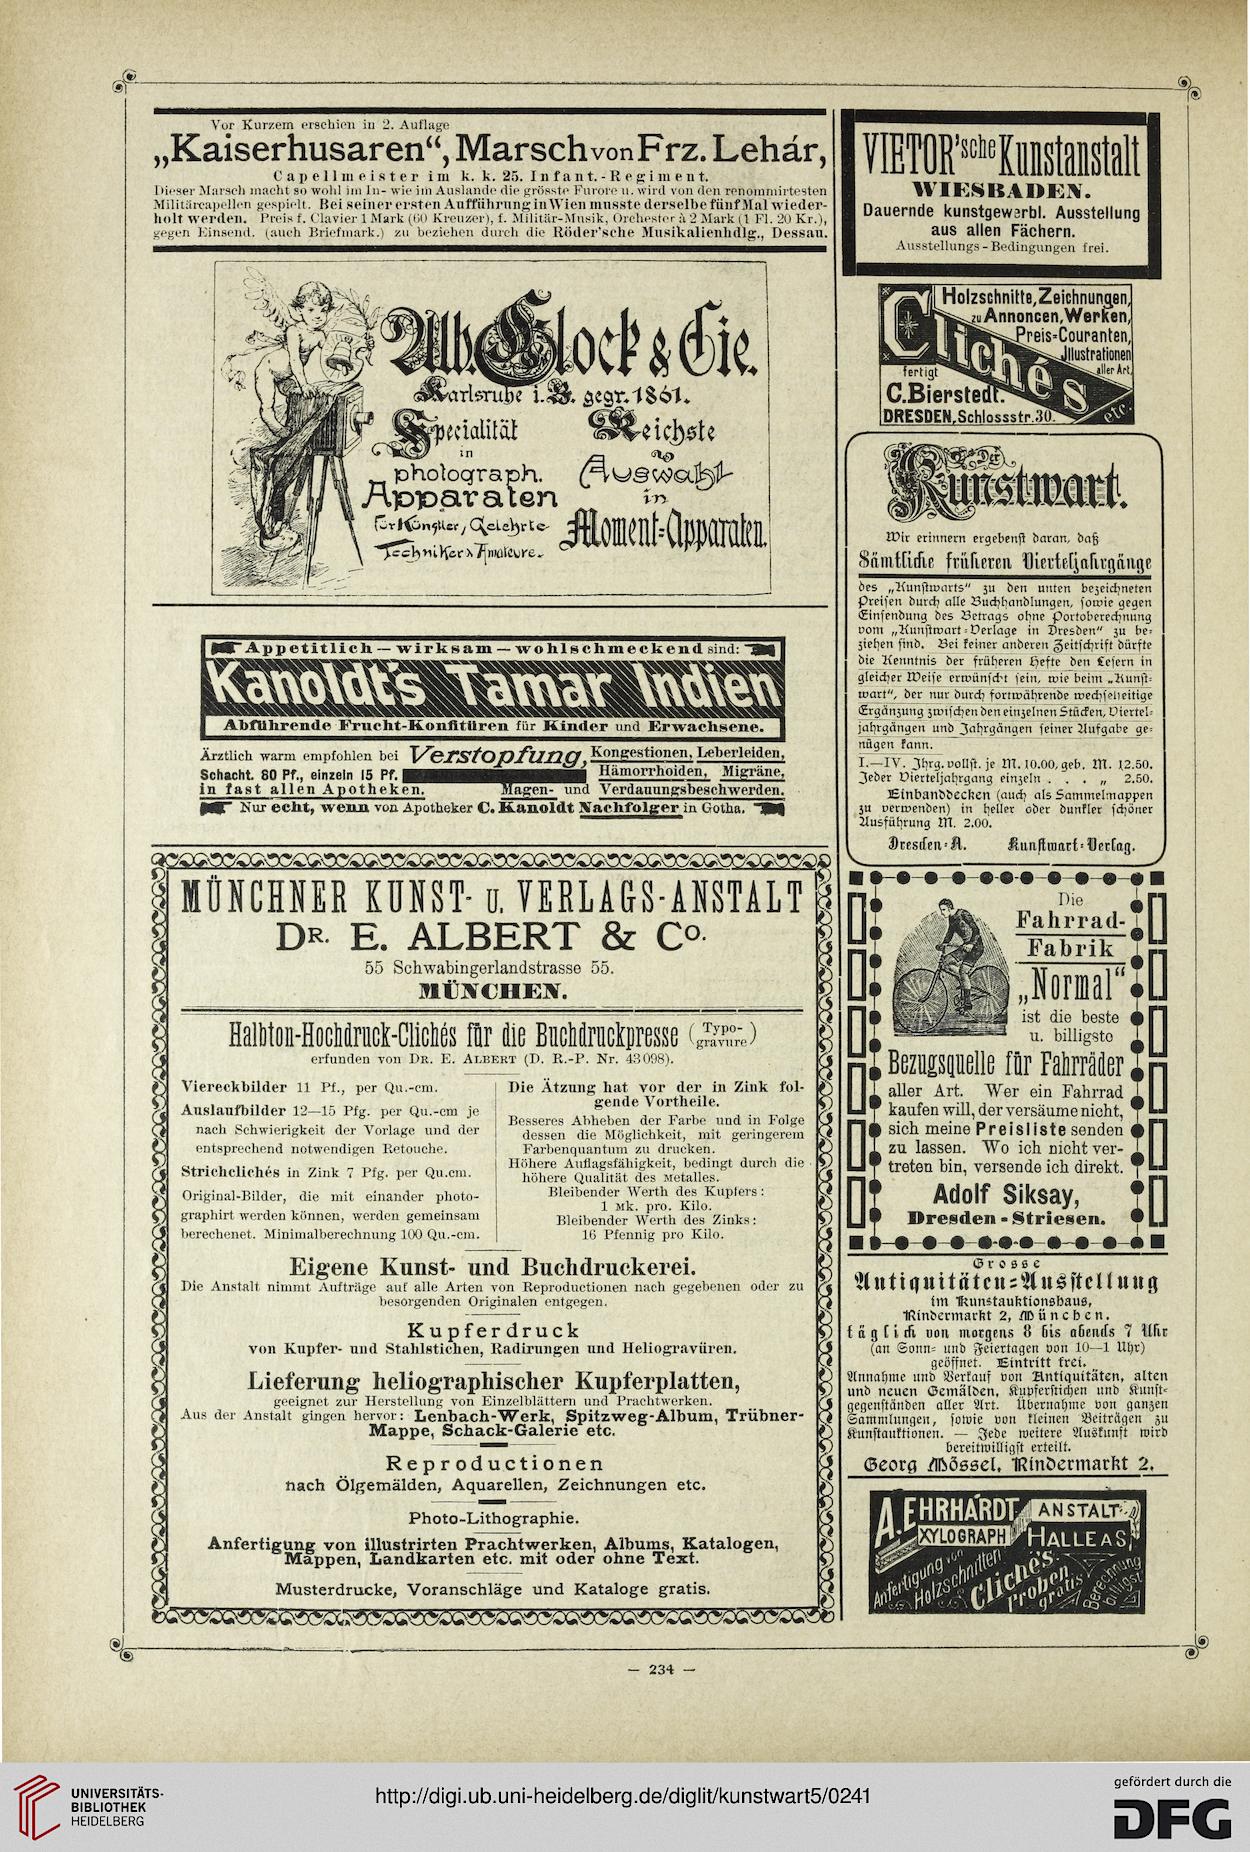 Vor Kurzem erschien in 2. Auflage
„Kaiserhusaren“, Marsch von Frz. Lehár,
Capellmeister im k. k. 25. Infant.-Regiment.
Dieser Marsch macht so wohl im In- wie im Auslande die grösste Furore u. wird von den renommirtesten
Militärcapellen gespielt. Bei seiner ersten Aufführung in Wien musste derselbe fünf Mal wieder-
holt werden. Preis f. Clavier 1 Mark (60 Kreuzer), f. Militär-Musik, Orchester à 2 Mark (1 Fl. 20 Kr.),
gegen Einsend. (auch Briefmark.) zu beziehen durch die Röder'sche Musikalienhdlg., Dessau.
Alb. Glock & Cie.
Karlsruhe i. B. gegr. 1861.
Specialität
in
photograph.
Apparaten
für Künstler, Gelehrte
Techniker & Amateure.
Reichste
Auswahl
in
Moment=Apparaten.
Appetitlich — wirksam — wohlschmeckend sind:
Kanoldt's Tamar Indien
Abführende Frucht-Konfitüren für Kinder und Erwachsene.
Ärztlich warm empfohlen bei Verstopfung, Kongestionen, Leberleiden,
Schacht. 80 Pf., einzeln 15 Pf. Hämorrhoiden, Migräne,
in fast allen Apotheken. Magen- und Verdauungsbeschwerden.
Nur echt, wenn von Apotheker C. Kanoldt Nachfolger in Gotha.
MÜNCHNER KUNST- U. VERLAGS-ANSTALT
DR. E. ALBERT & CO.
55 Schwabingerlandstrasse 55.
MÜNCHEN.
Halbton-Hochdruck-Clichés für die Buchdruckpresse (Typo-gravure)
erfunden von DR. E. ALBERT (D. R.-P. Nr. 43098).
Viereckbilder 11 Pf., per Qu.-cm.
Auslaufbilder 12—15 Pfg. per Qu.-cm je
nach Schwierigkeit der Vorlage und der
entsprechend notwendigen Retouche.
Strichclichés in Zink 7 Pfg. per Qu.cm.
Original-Bilder, die mit einander photo-
graphirt werden können, werden gemeinsam
berechenet. Minimalberechnung 100 Qu.-cm.
Die Ätzung hat vor der in Zink fol-
gende Vortheile.
Besseres Abheben der Farbe und in Folge
dessen die Möglichkeit, mit geringerem
Farbenquantum zu drucken.
Höhere Auflagsfähigkeit, bedingt durch die
höhere Qualität des Metalles.
Bleibender Werth des Kupfers:
1 Mk. pro. Kilo.
Bleibender Werth des Zinks:
16 Pfennig pro Kilo.
Eigene Kunst- und Buchdruckerei.
Die Anstalt nimmt Aufträge auf alle Arten von Reproductionen nach gegebenen oder zu
besorgenden Originalen entgegen.
Kupferdruck
von Kupfer- und Stahlstichen, Radirungen und Heliogravüren.
Lieferung heliographischer Kupferplatten,
geeignet zur Herstellung von Einzelblättern und Prachtwerken.
Aus der Anstalt gingen hervor: Lenbach-Werk, Spitzweg-Album, Trübner-
Mappe, Schack-Galerie etc.
Reproductionen
nach Ölgemälden, Aquarellen, Zeichnungen etc.
Photo-Lithographie.
Anfertigung von illustrirten Prachtwerken, Albums, Katalogen,
Mappen, Landkarten etc. mit oder ohne Text.
Musterdrucke, Voranschläge und Kataloge gratis.
VIETOR'sche Kunstanstalt
WIESBADEN.
Dauernde kunstgewerbl. Ausstellung
aus allen Fächern.
Ausstellungs-Bedingungen frei.
Clichés etc.
Holzschnitte, Zeichnungen,
zu Annoncen, Werken,
Preis=Couranten,
Jllustrationen
aller Art,
fertigt
C. Bierstedt.
DRESDEN, Schlossstr. 30.
Der
Kunstwart.
Wir erinnern ergebenst daran, daß
Sämtliche früheren Vierteljahrgänge
des „Kunstwarts“ zu den unten bezeichneten
Preisen durch alle Buchhandlungen, sowie gegen
Einsendung des Betrags ohne Portoberechnung
vom „Kunstwart=Verlage in Dresden“ zu be=
ziehen sind. Bei keiner anderen Zeitschrift dürfte
die Kenntnis der früheren Hefte den Lesern in
gleicher Weise erwünscht sein, wie beim „Kunst=
wart“, der nur durch fortwährende wechselseitige
Ergänzung zwischen den einzelnen Stücken, Viertel=
jahrgängen und Jahrgängen seiner Aufgabe ge=
nügen kann.
I.—IV. Jhrg. vollst. je M. 10.00, geb. M. 12.50.
Jeder Vierteljahrgang einzeln . . . „ 2.50.
Einbanddecken (auch als Sammelmappen
zu verwenden) in heller oder dunkler schöner
Ausführung M. 2.00.
Dresden=A. Kunstwart=Verlag.
Die
Fahrrad-
Fabrik
„Normal“
ist die beste
u. billigste
Bezugsquelle für Fahrräder
aller Art. Wer ein Fahrrad
kaufen will, der versäume nicht,
sich meine Preisliste senden
zu lassen. Wo ich nicht ver-
treten bin, versende ich direkt.
Adolf Siksay,
Dresden-Striesen.
Grosse
Antiquitäten=Ausstellung
im Kunstauktionshaus,
Rindermarkt 2, München.
täglich von morgens 8 bis abends 7 Uhr
(an Sonn= und Feiertagen von 10—1 Uhr)
geöffnet. Eintritt frei.
Annahme und Verkauf von Antiquitäten, alten
und neuen Gemälden, Kupferstichen und Kunst=
gegenständen aller Art. Übernahme von ganzen
Sammlungen, sowie von kleinen Beiträgen zu
Kunstauktionen. — Jede weitere Auskunft wird
bereitwilligst erteilt.
Georg Mössel, Rindermarkt 2.
A. EHRHARDT
XYLOGRAPH ANSTALT
HALLE A S.
Anfertigung von
Holzschnitten
Cliché's
Proben
gratis
Berechnung
billigst
— 234 —
UNIVERSITÄTS-
BIBLIOTHEK
HEIDELBERG
http://digi.ub.uni-heidelberg.de/diglit/kunstwart5/0241
gefördert durch die
DFG